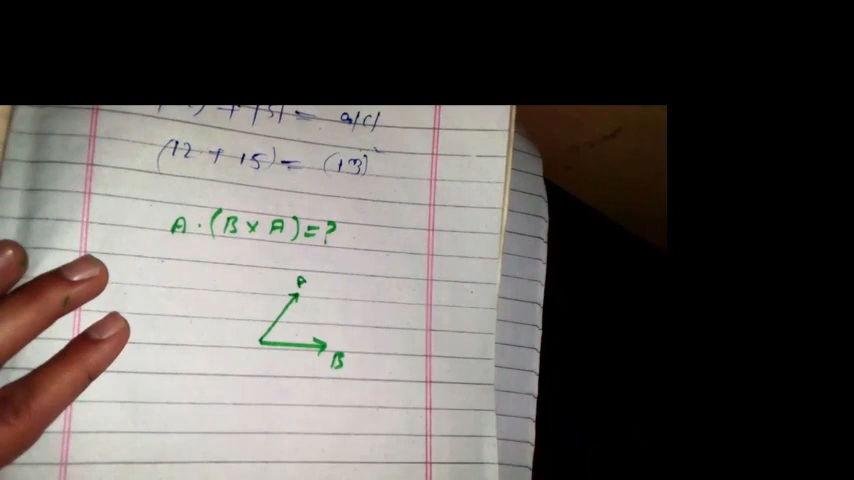 (12 + 15) = (13)
A · (B × A) = ?
A
B